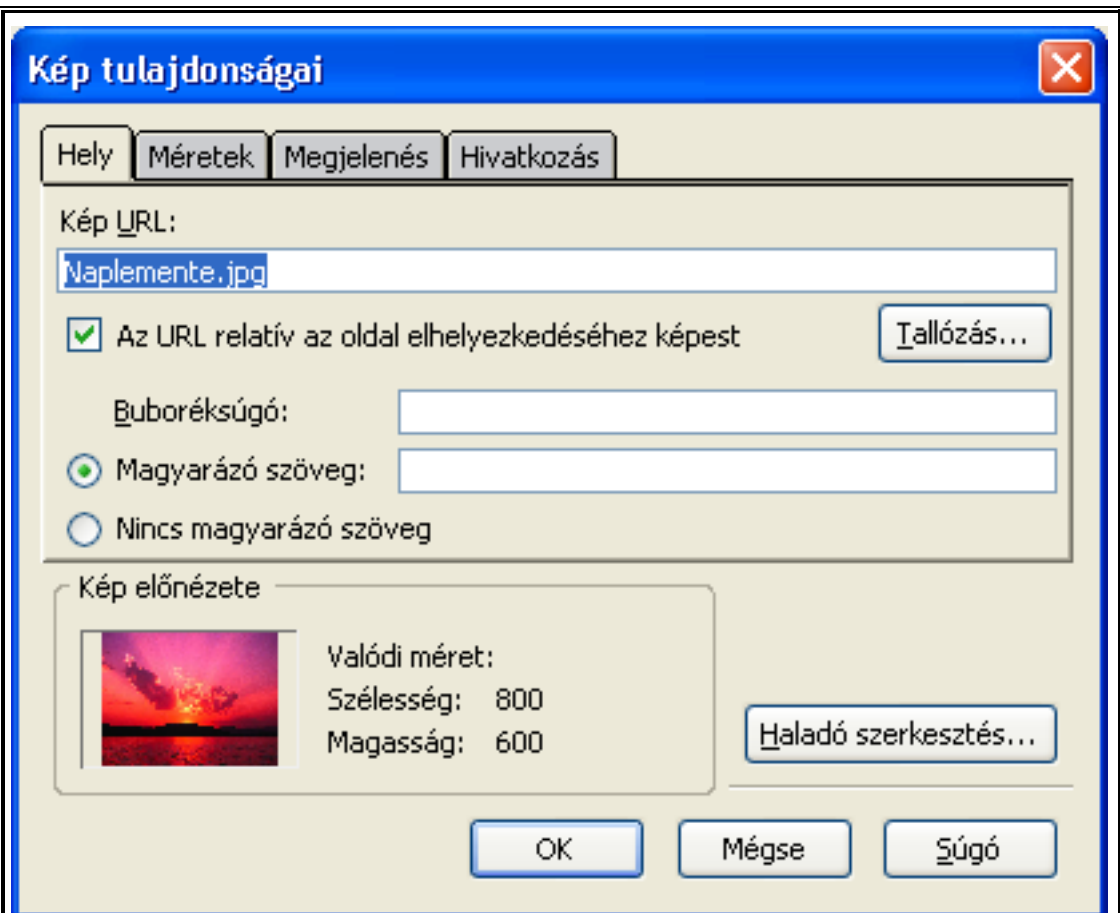 Kép tulajdonságai
Hely Méretek Megjelenés Hivatkozás
Kép URL:
Naplemente.jpg
Az URL relatív az oldal elhelyezkedéséhez képest Tallózás...
Buboréksúgó:
Magyarázó szöveg:
Nincs magyarázó szöveg
Kép előnézete
Valódi méret:
Szélesség: 800
Magasság: 600
Haladó szerkesztés...
OK Mégse Súgó